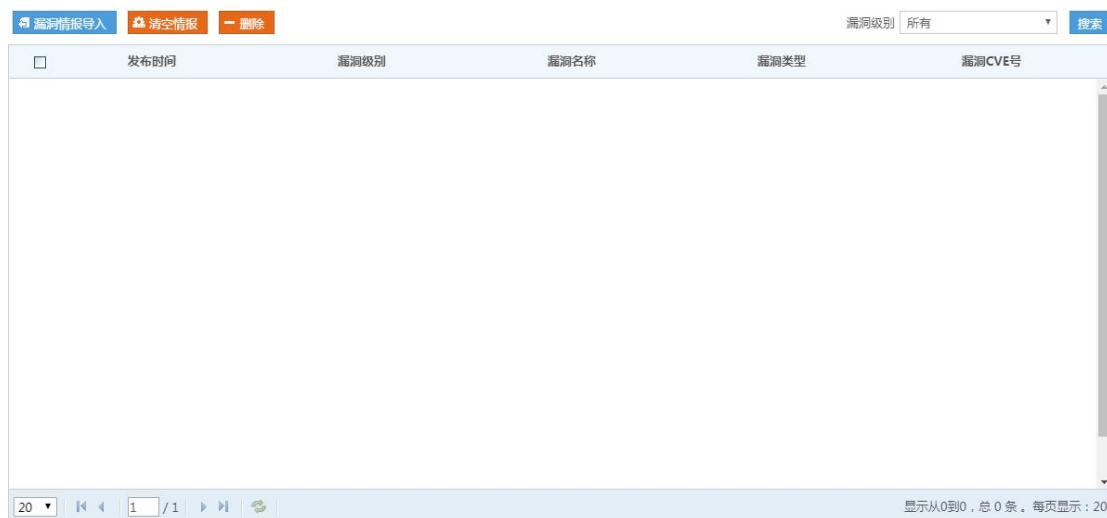 漏洞情报导入 清空情报 删除 漏洞级别 所有 搜索
发布时间 漏洞级别 漏洞名称 漏洞类型 漏洞CVE号
20 1 / 1 显示从0到0，总 0 条 。每页显示：20